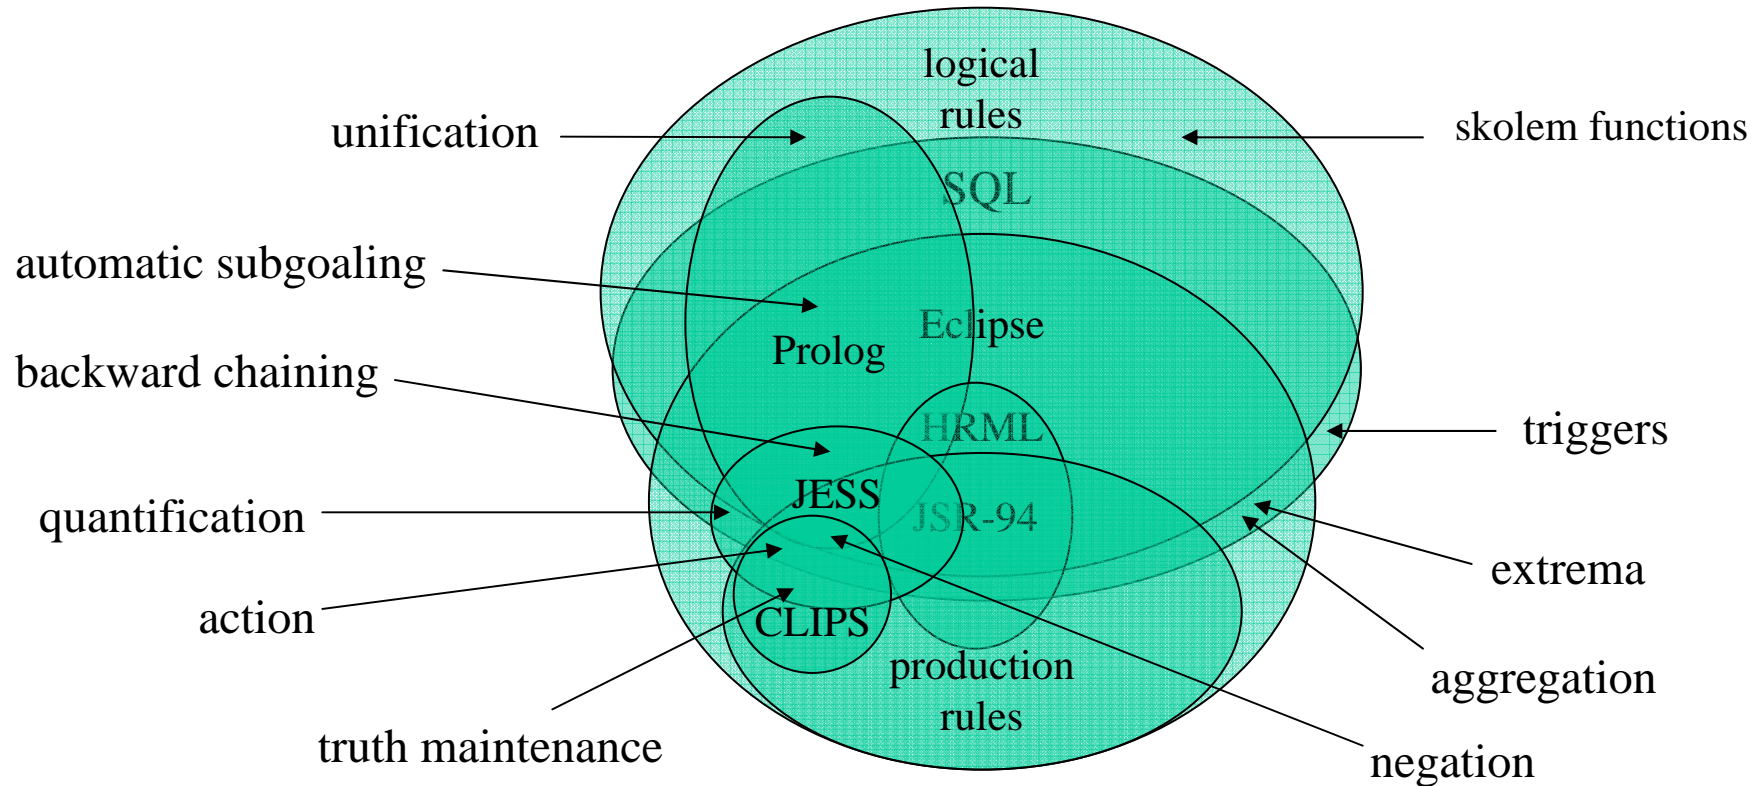 logical
rules
unification
skolem functions
SQL
automatic subgoaling
Eclipse
Prolog
backward chaining
HRML
triggers
JESS
quantification
JSR-94
extrema
action
CLIPS
production
rules
aggregation
truth maintenance
negation